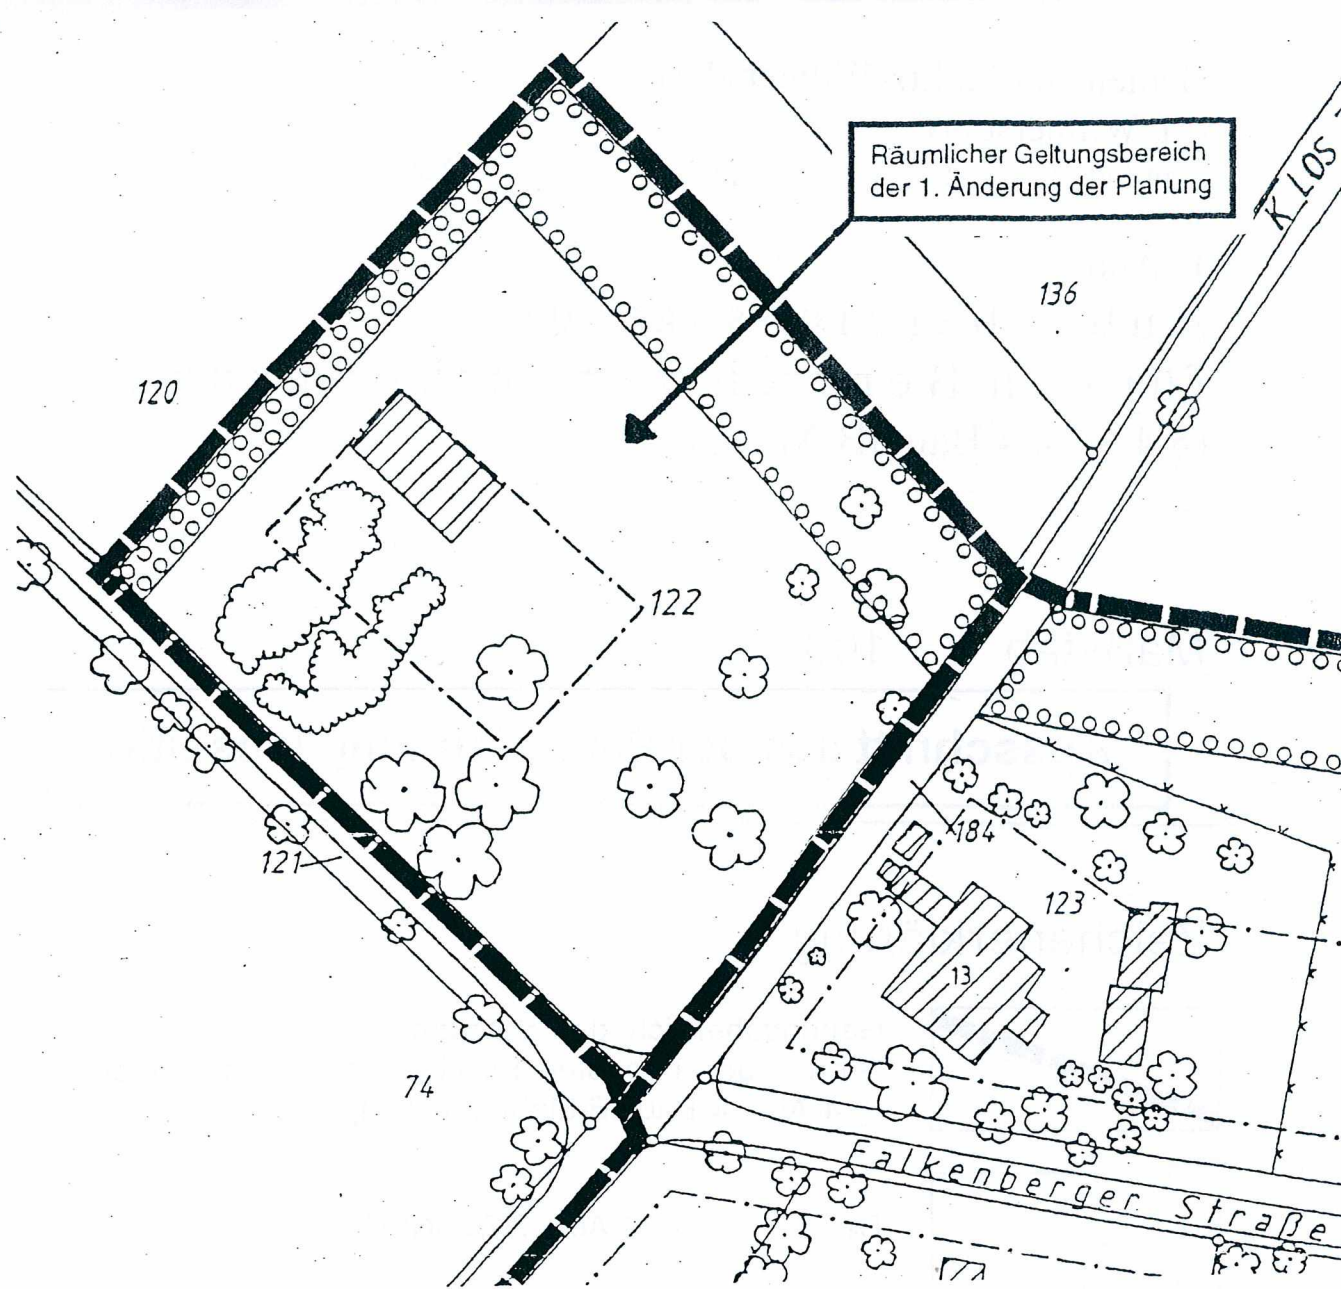 Räumlicher Geltungsbereich
der 1. Änderung der Planung
KLOS
136
120
122
184
121
123
13
74
Falkenberger Straße